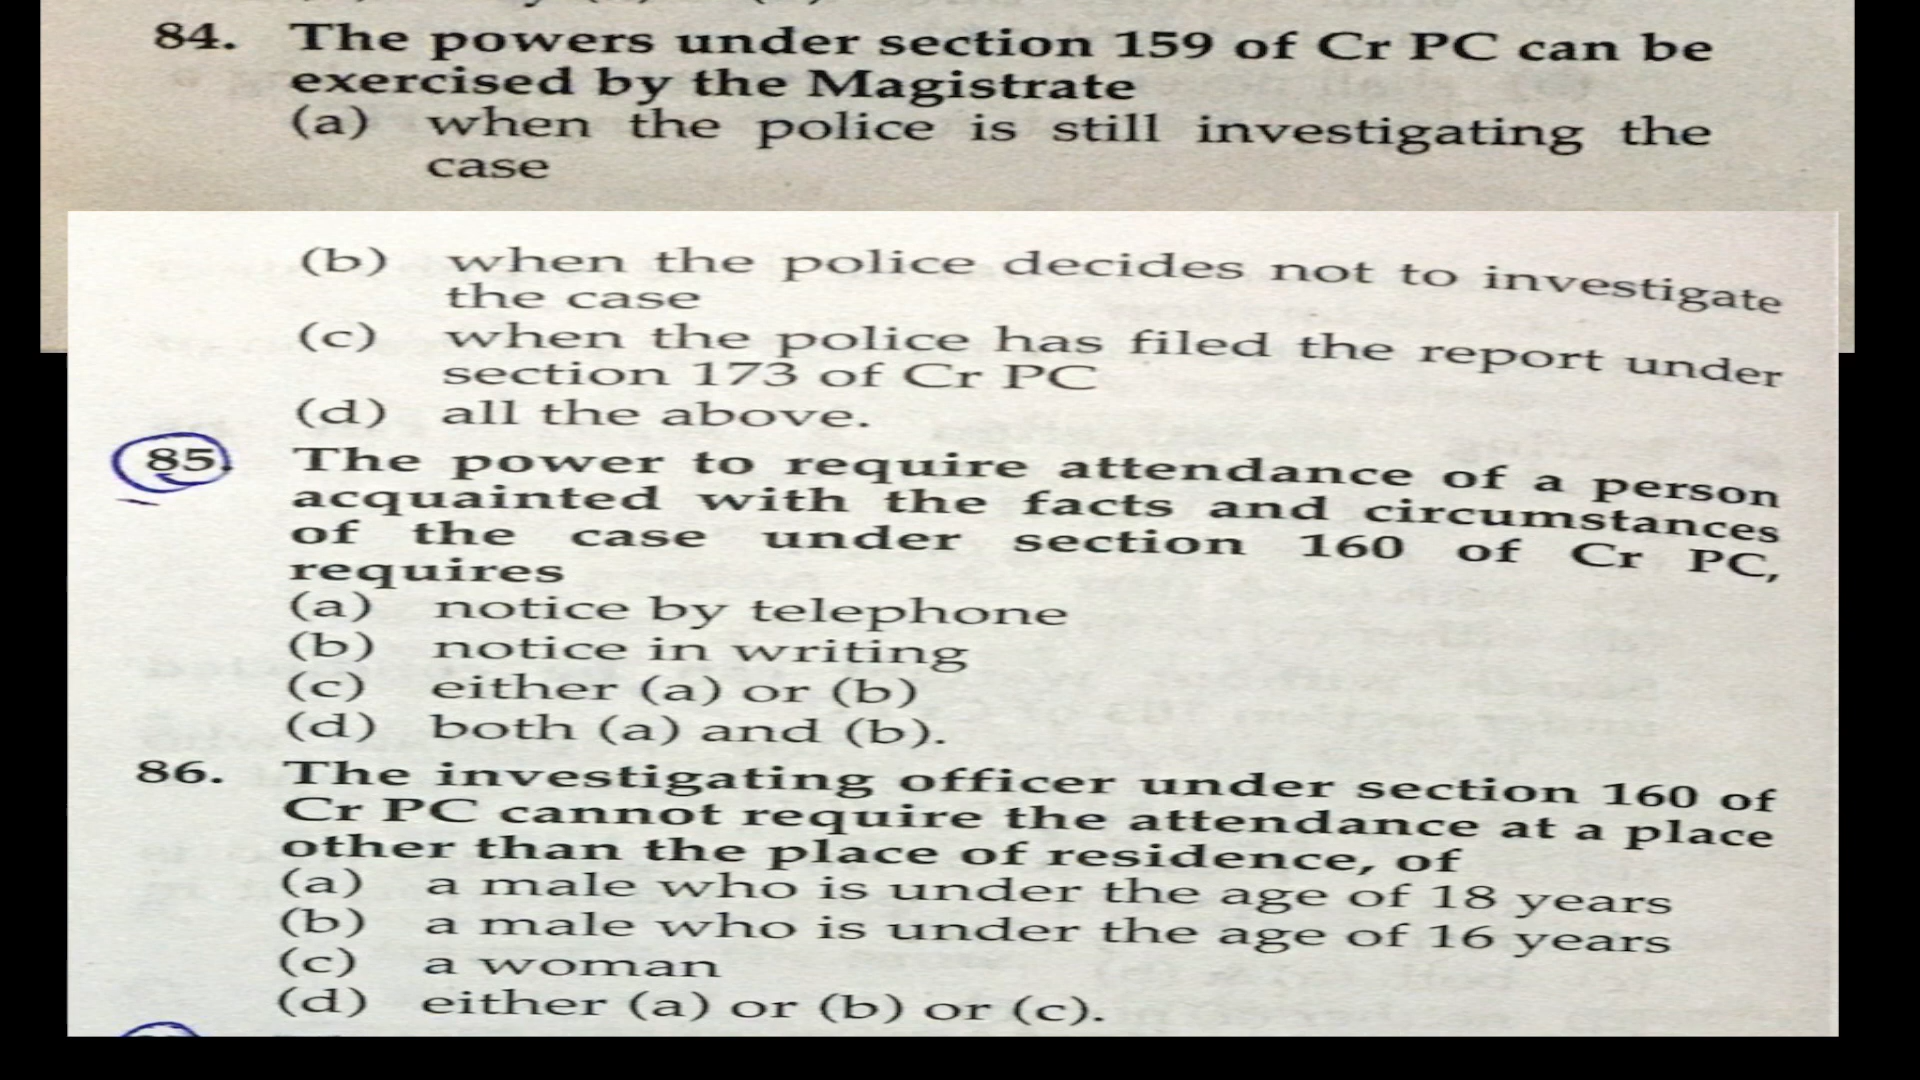 84. The powers under section 159 of Cr PC can be
exercised by the Magistrate
(a) when the police is still investigating the
case
(b) when the police decides not to investigate
the case
(c) when the police has filed the report under
section 173 of Cr PC
(d) all the above.
85. The power to require attendance of a person
acquainted with the facts and circumstances
of the case under section 160 of Cr PC,
requires
(a) notice by telephone
(b) notice in writing
(c) either (a) or (b)
(d) both (a) and (b).
86. The investigating officer under section 160 of
Cr PC cannot require the attendance at a place
other than the place of residence, of
(a) a male who is under the age of 18 years
(b) a male who is under the age of 16 years
(c) a woman
(d) either (a) or (b) or (c).